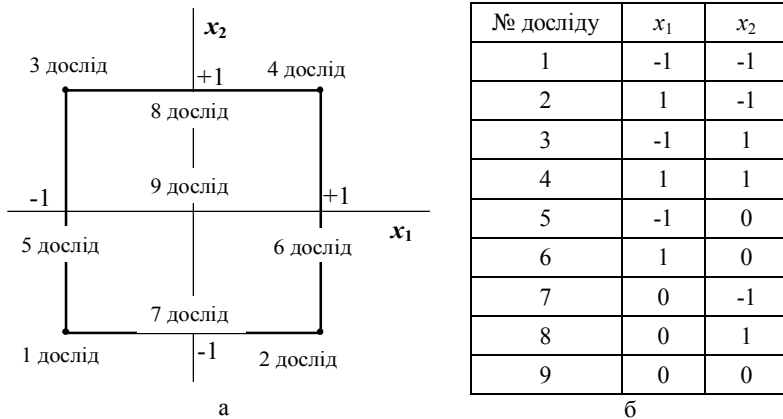 x₂
3 дослід
+1
4 дослід
8 дослід
9 дослід
-1
+1
x₁
5 дослід
6 дослід
7 дослід
1 дослід
-1
2 дослід
а
№ досліду x₁ x₂
1 -1 -1
2 1 -1
3 -1 1
4 1 1
5 -1 0
6 1 0
7 0 -1
8 0 1
9 0 0
б